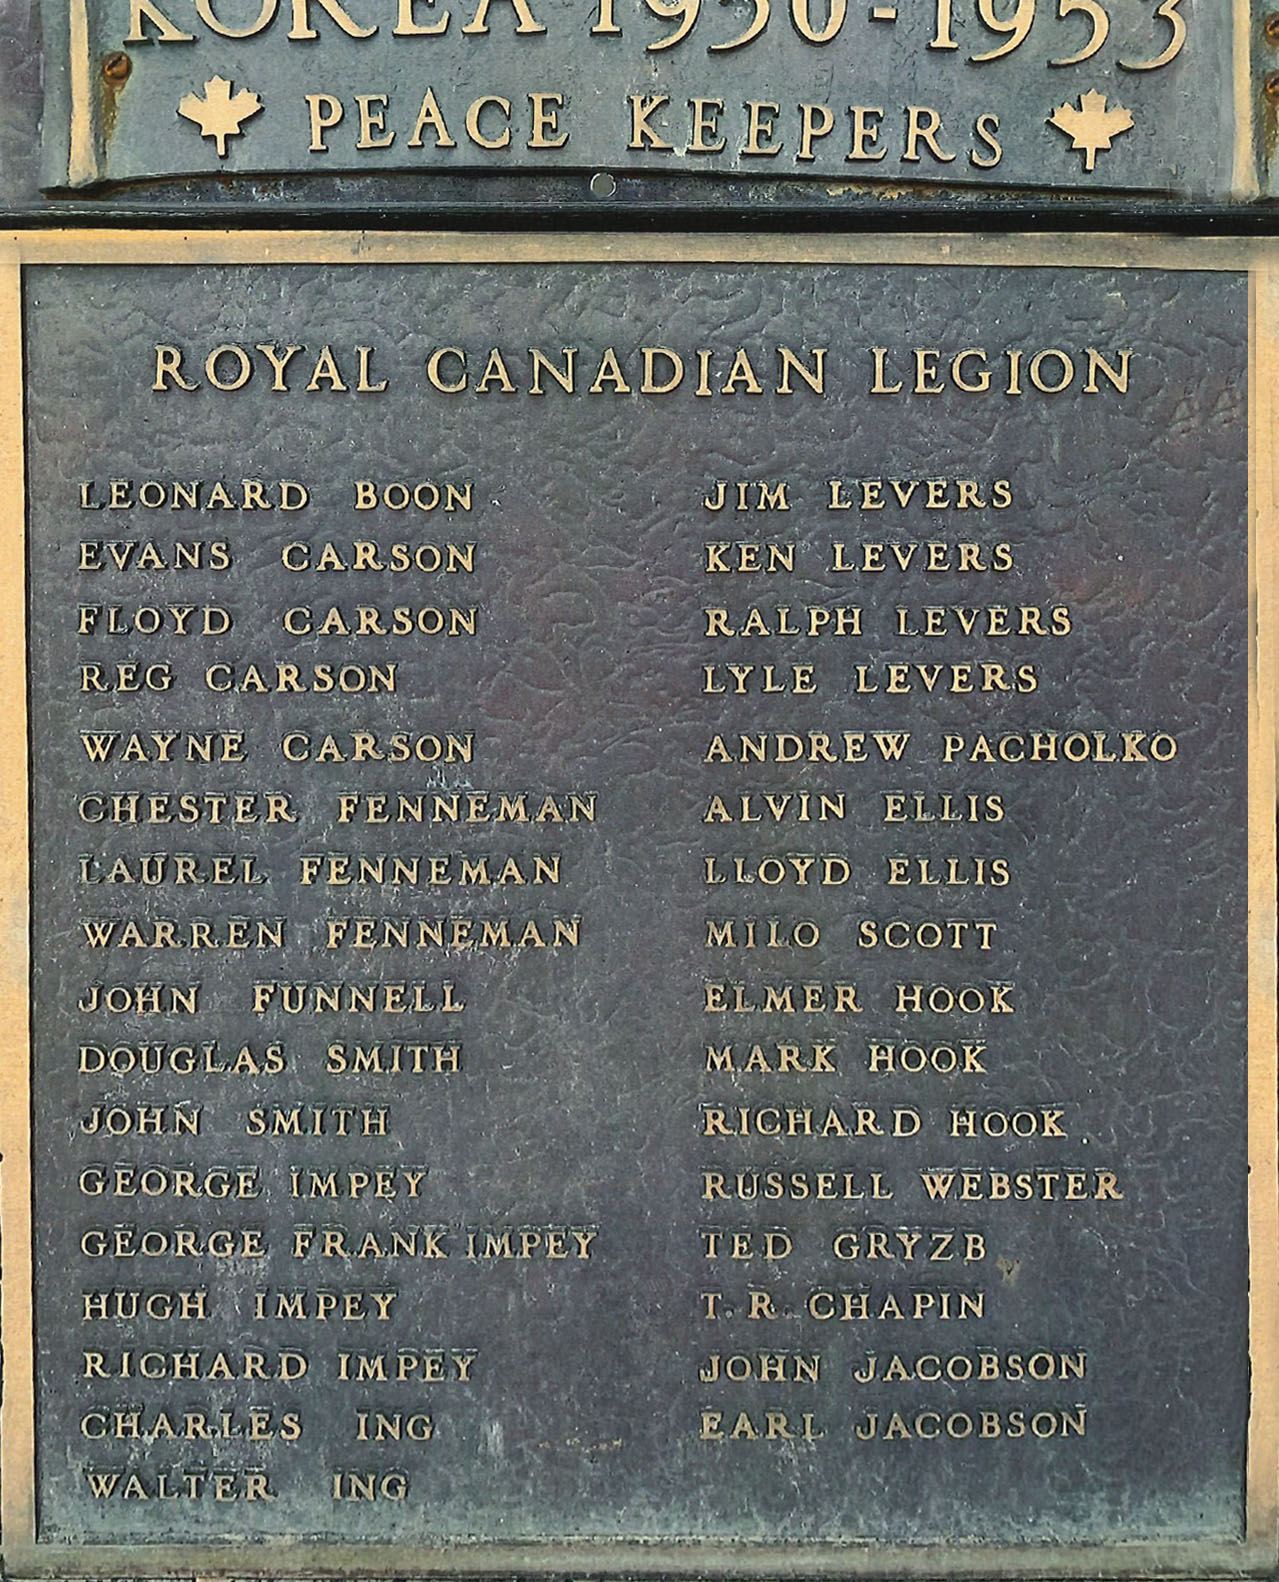 KOREA 1950-1953
PEACE KEEPERS
ROYAL CANADIAN LEGION
LEONARD BOON
EVANS CARSON
FLOYD CARSON
REG CARSON
WAYNE CARSON
CHESTER FENNEMAN
LAUREL FENNEMAN
WARREN FENNEMAN
JOHN FUNNELL
DOUGLAS SMITH
JOHN SMITH
GEORGE IMPEY
GEORGE FRANK IMPEY
HUGH IMPEY
RICHARD IMPEY
CHARLES ING
WALTER ING
JIM LEVERS
KEN LEVERS
RALPH LEVERS
LYLE LEVERS
ANDREW PACHOLKO
ALVIN ELLIS
LLOYD ELLIS
MILO SCOTT
ELMER HOOK
MARK HOOK
RICHARD HOOK
RUSSELL WEBSTER
TED GRYZB
T. R. CHAPIN
JOHN JACOBSON
EARL JACOBSON